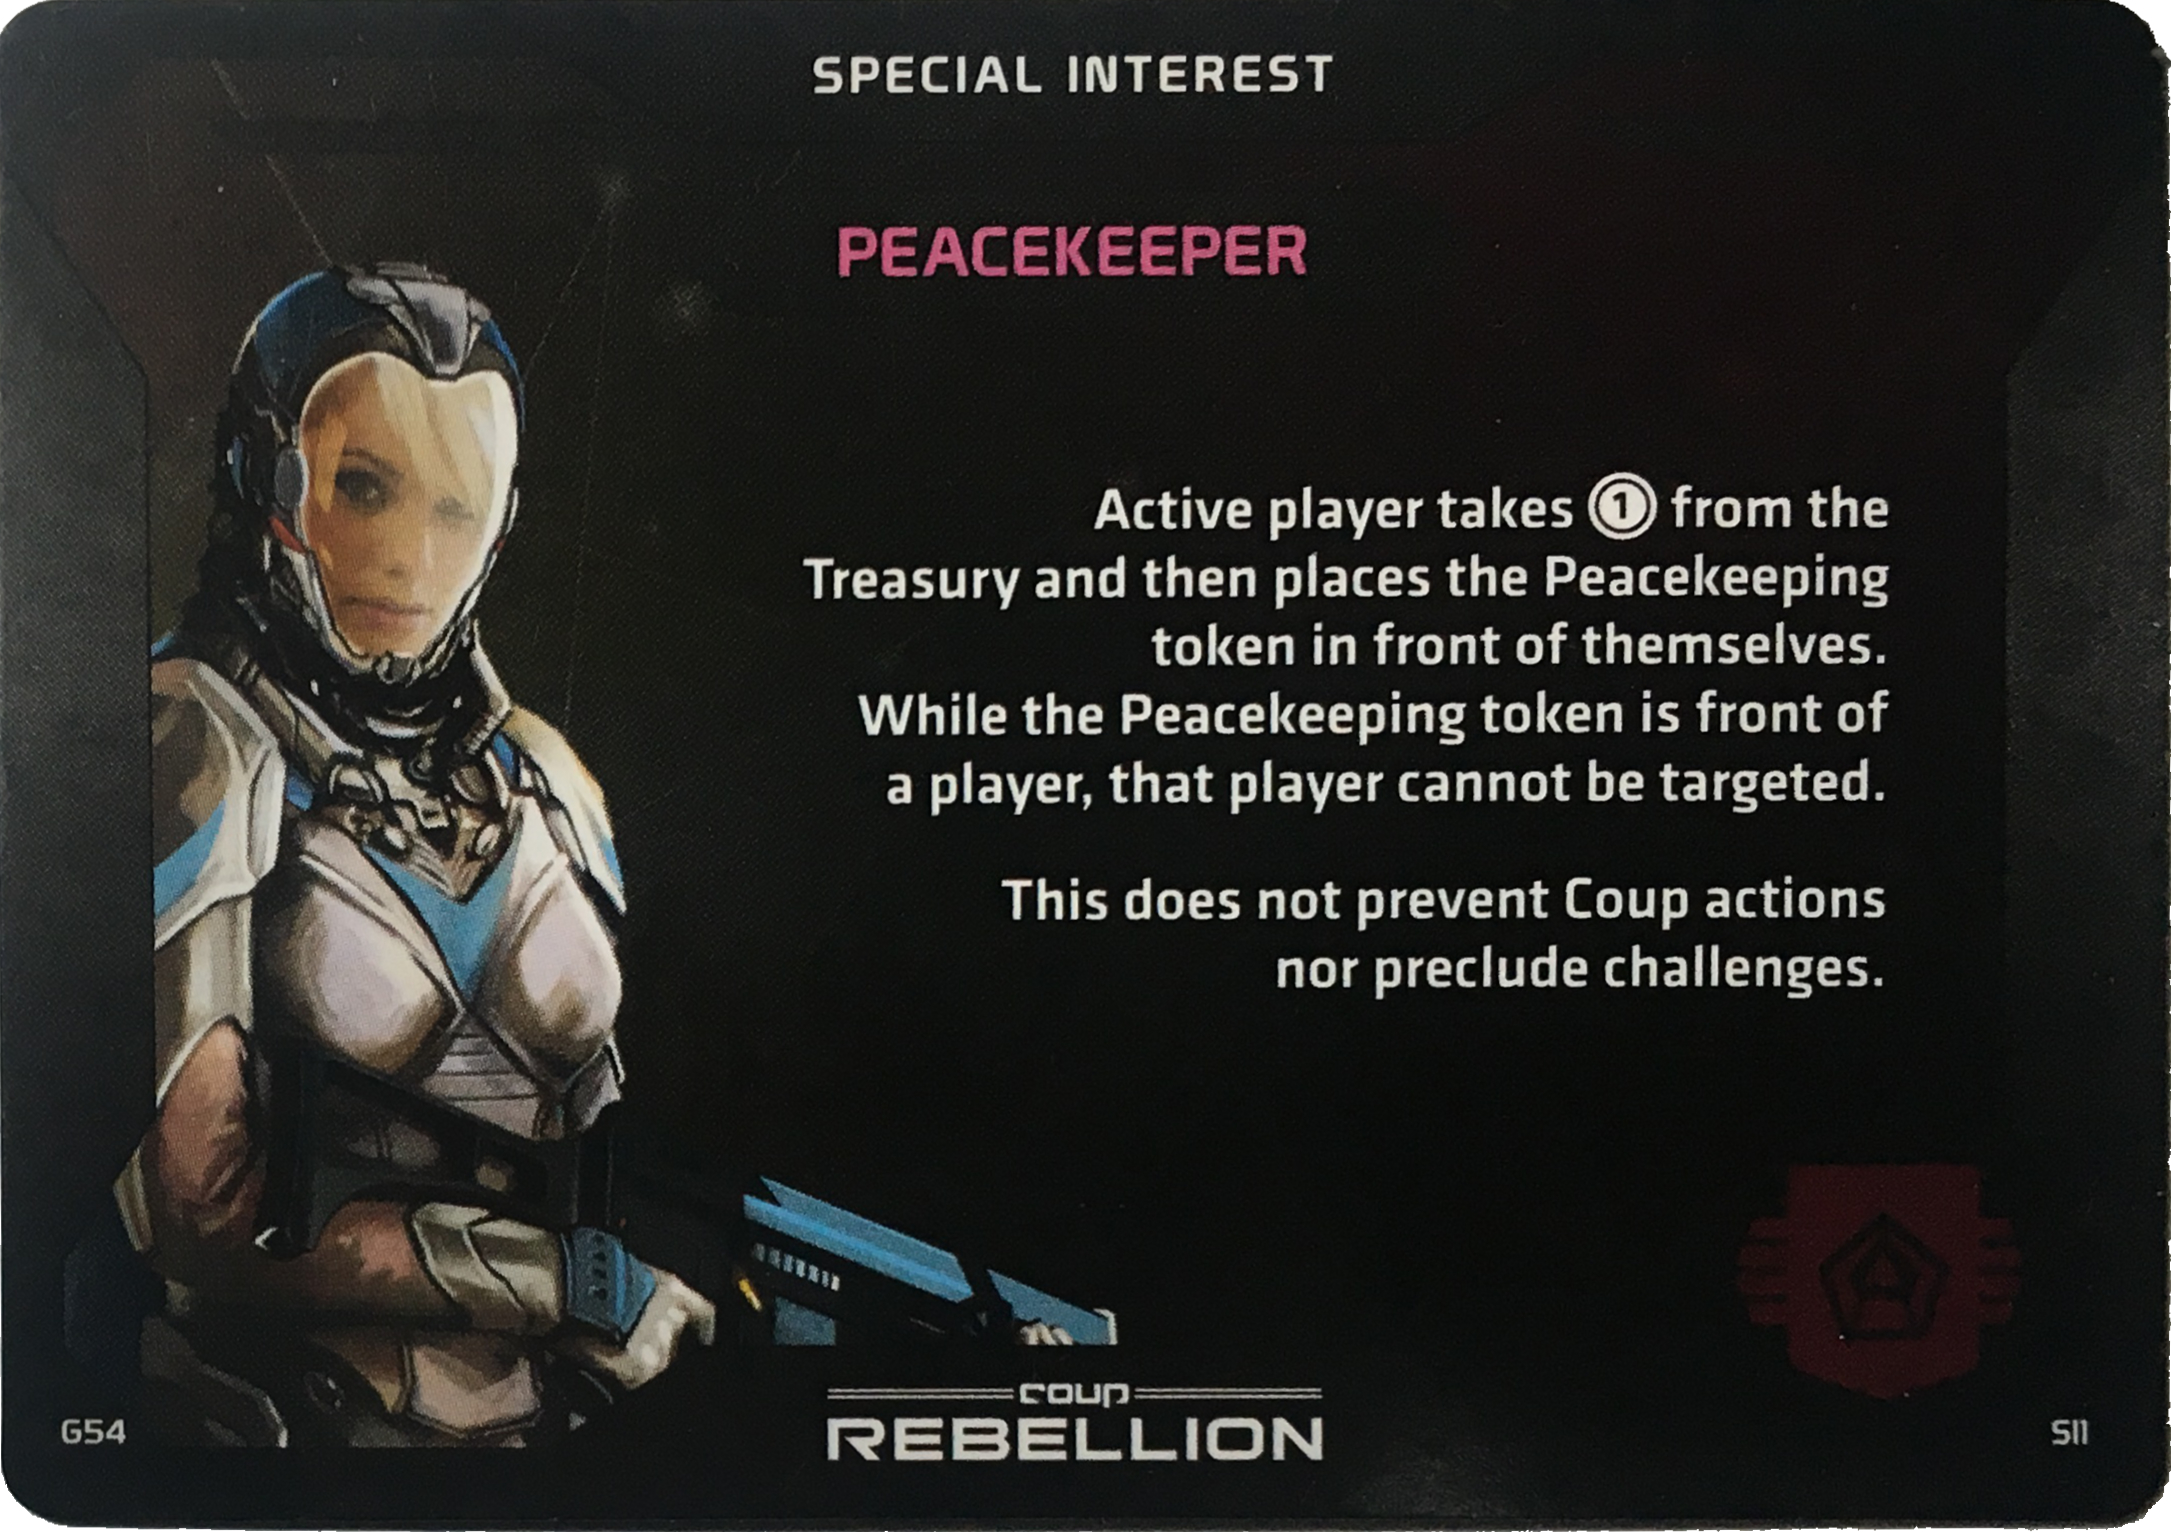 SPECIAL INTEREST
PEACEKEEPER
Active player takes 1 from the
Treasury and then places the Peacekeeping
token in front of themselves.
While the Peacekeeping token is front of
a player, that player cannot be targeted.
This does not prevent Coup actions
nor preclude challenges.
COUP
REBELLION
G54
SI1